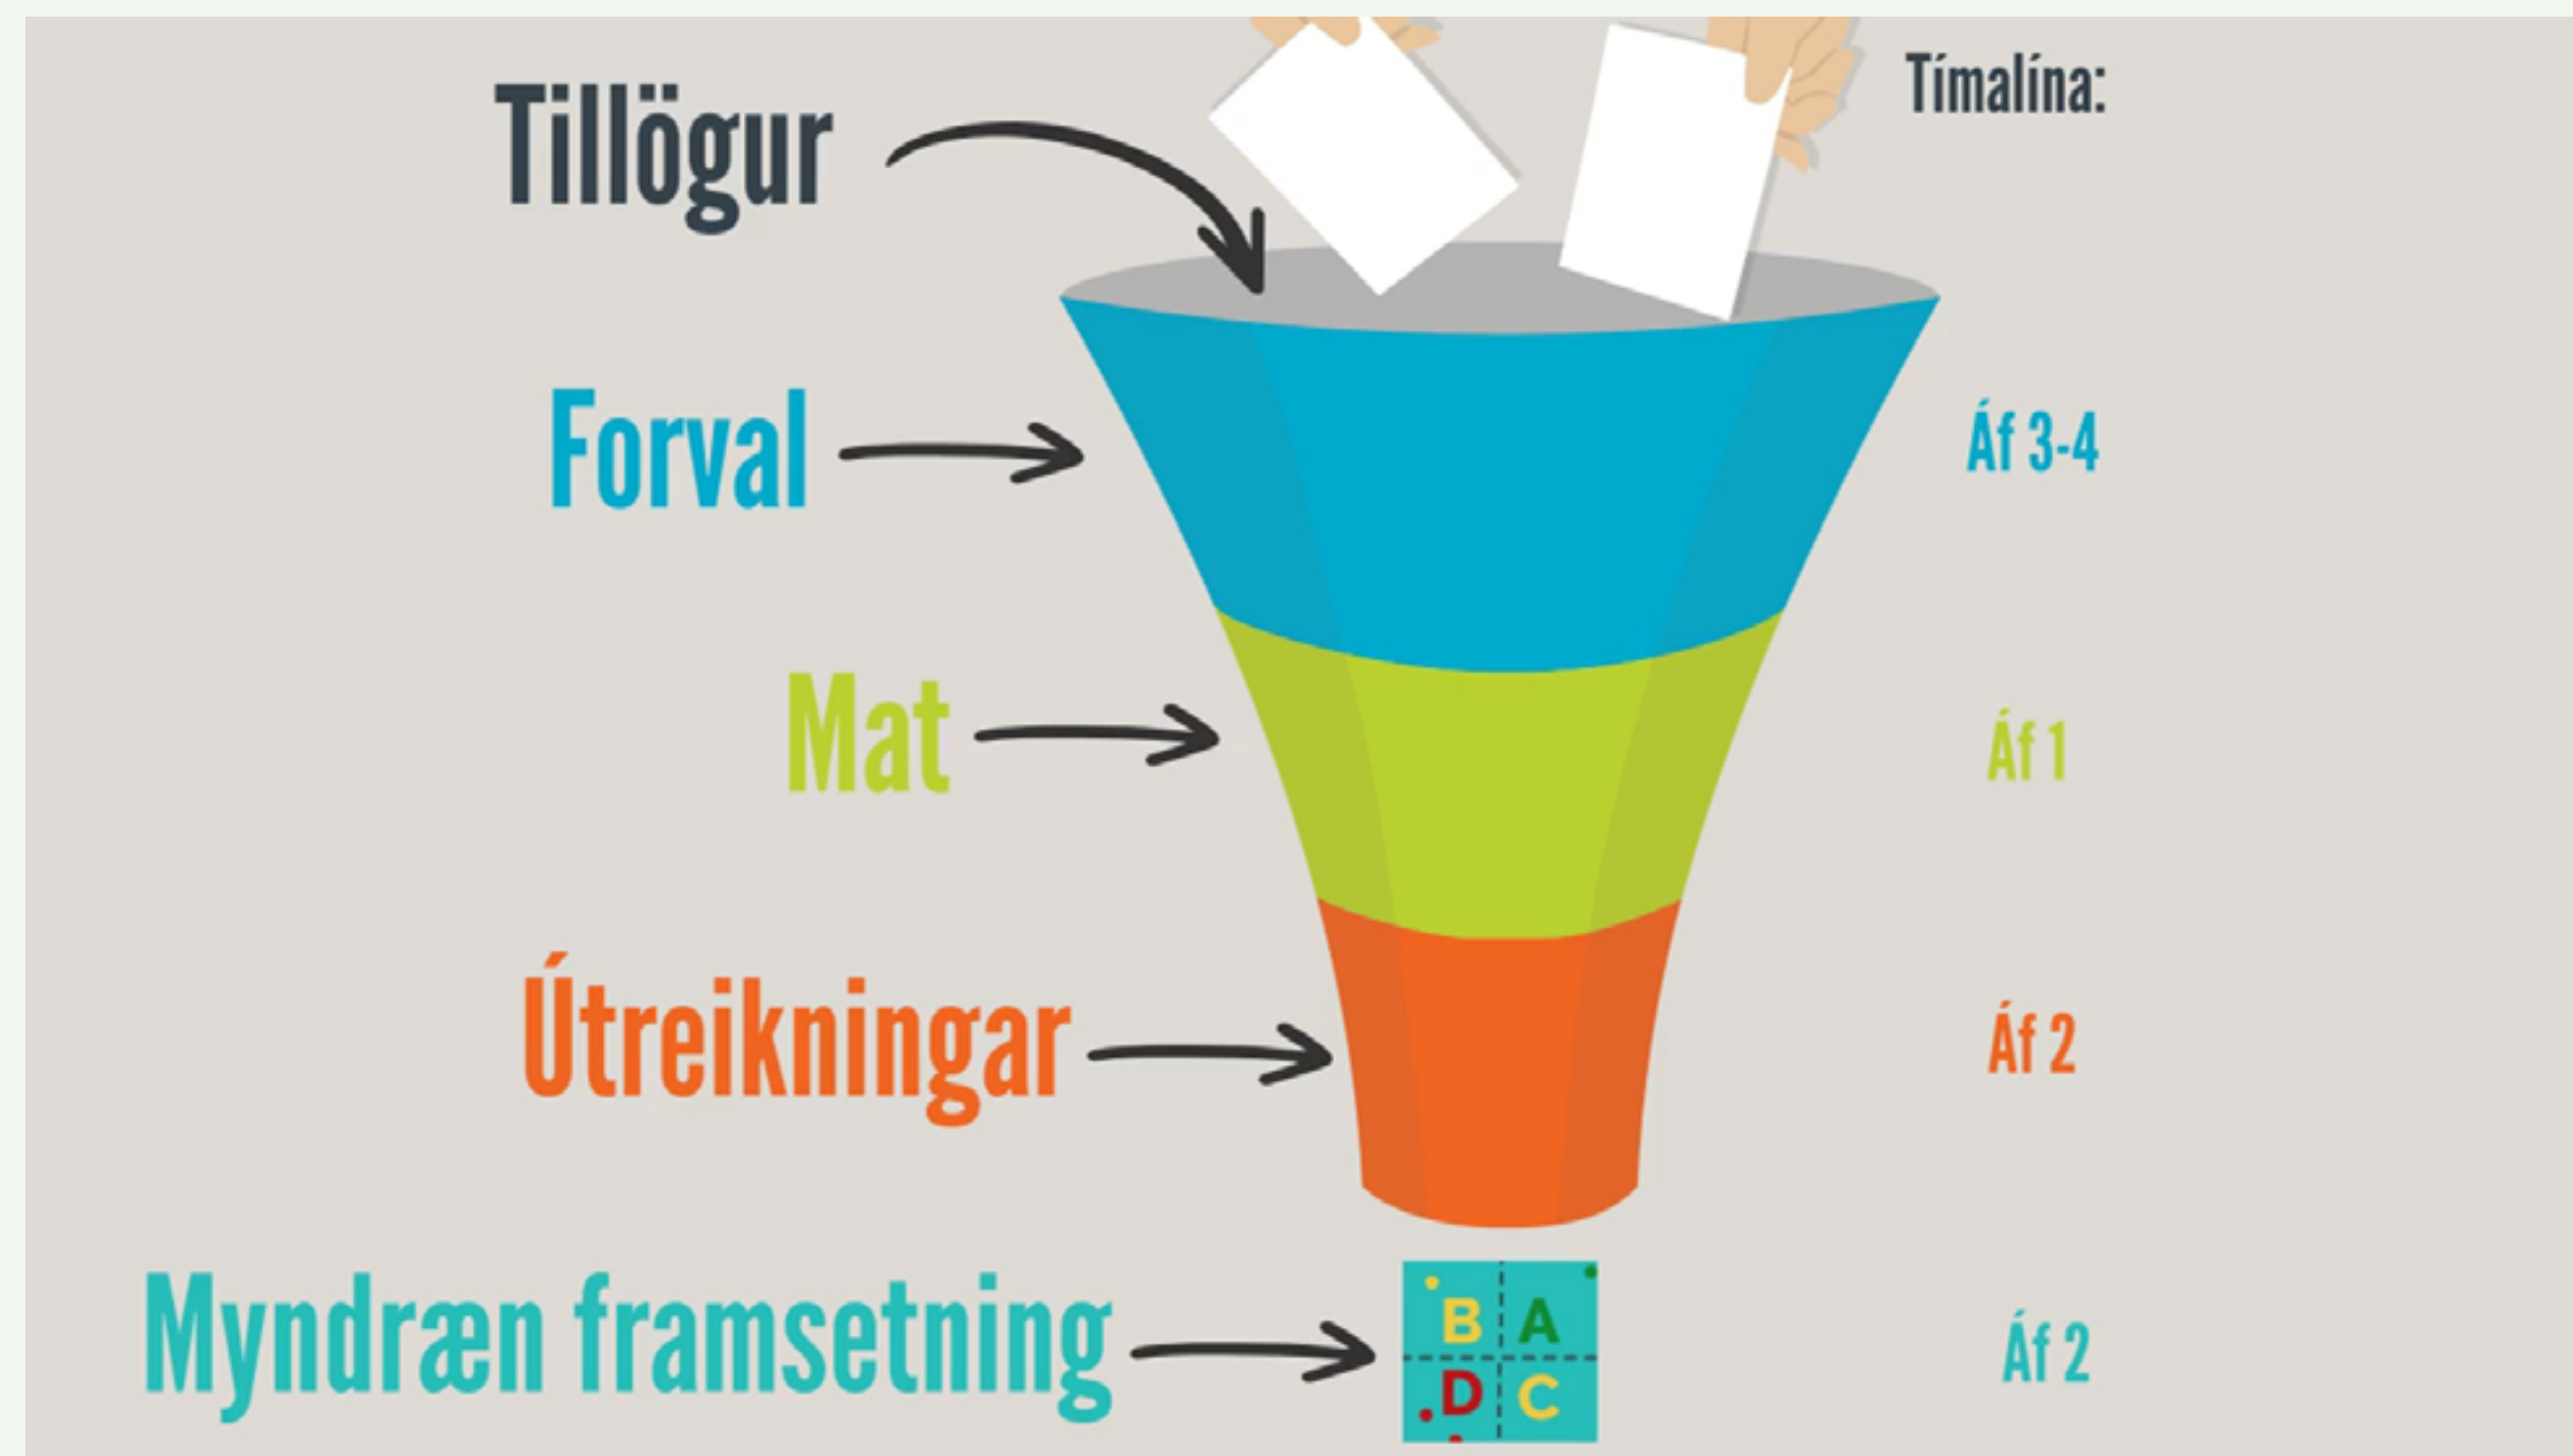 Tillögur
Tímalína:
Forval
Áf 3-4
Mat
Áf 1
Útreikningar
Áf 2
Myndræn framsetning
B A
D C
Áf 2